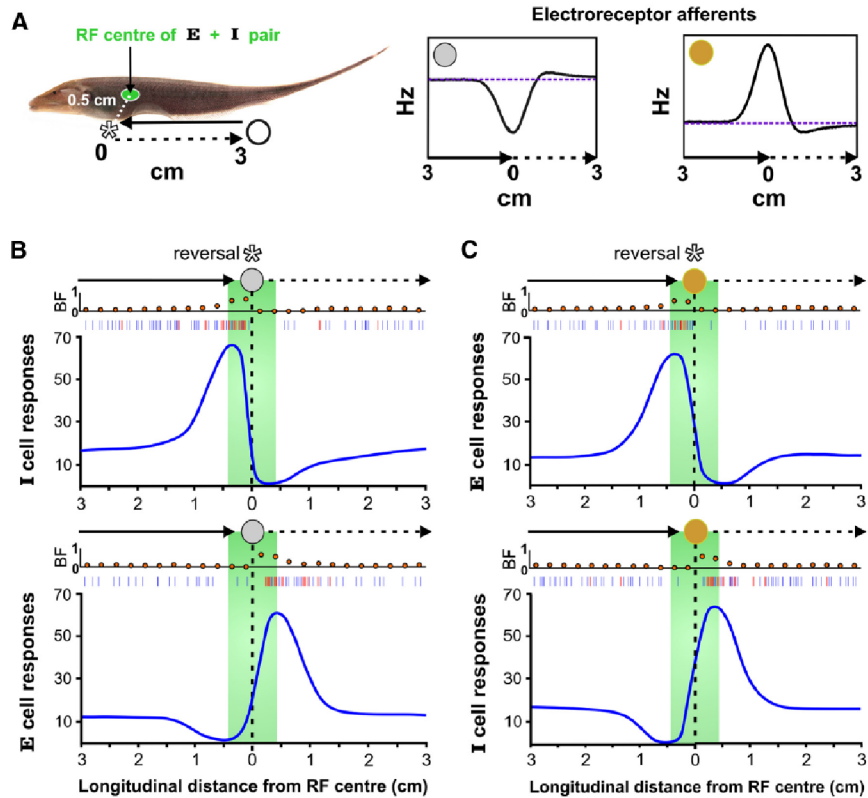 A
RF centre of E + I pair
0.5 cm
0
3
cm
Electroreceptor afferents
Hz
3 0 3
cm
Hz
3 0 3
cm
B
reversal
BF
1
0
I cell responses
70
50
30
10
3 2 1 0 1 2 3
BF
1
0
E cell responses
70
50
30
10
3 2 1 0 1 2 3
Longitudinal distance from RF centre (cm)
C
reversal
BF
1
0
E cell responses
70
50
30
10
3 2 1 0 1 2 3
BF
1
0
I cell responses
70
50
30
10
3 2 1 0 1 2 3
Longitudinal distance from RF centre (cm)